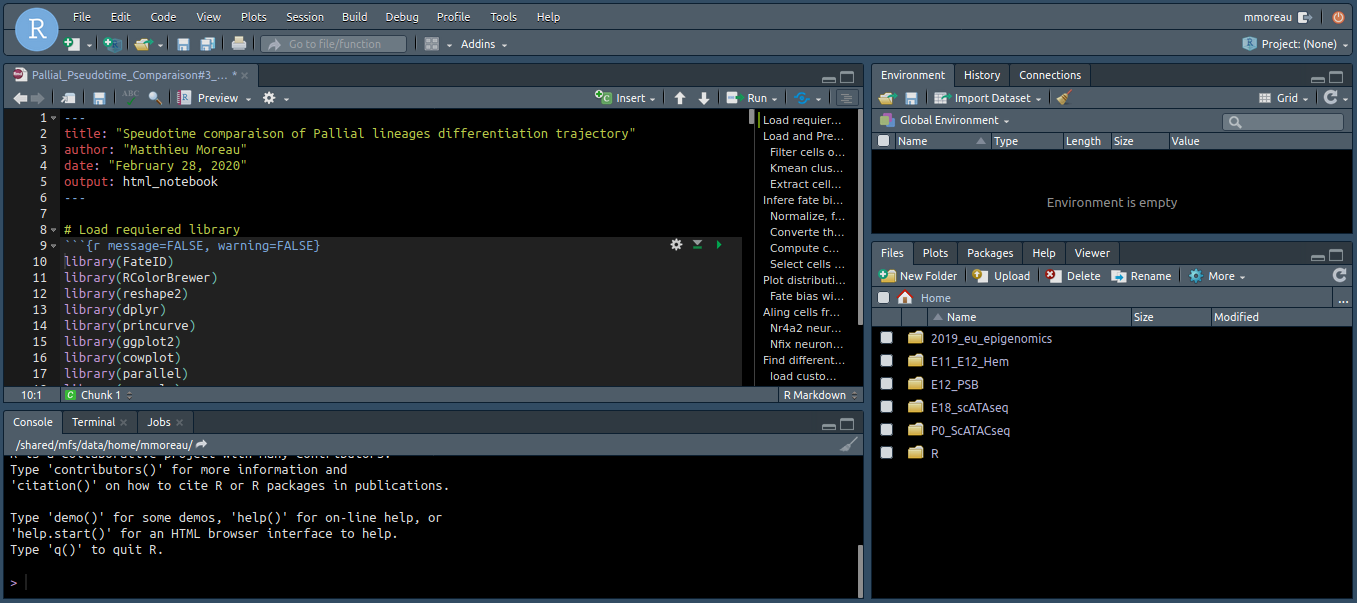 R
File Edit Code View Plots Session Build Debug Profile Tools Help
mmoreau
Go to file/function
Addins
Project: (None)
Pallial_Pseudotime_Comparison#3_... *
ABC
Preview
Insert
Run
1 ---
2 title: "Speudotime comparison of Pallial lineages differentiation trajectory"
3 author: "Matthieu Moreau"
4 date: "February 28, 2020"
5 output: html_notebook
6 ---
7
8 # Load requiered library
9 ```{r message=FALSE, warning=FALSE}
10 library(FateID)
11 library(RColorBrewer)
12 library(reshape2)
13 library(dplyr)
14 library(princurve)
15 library(ggplot2)
16 library(cowplot)
17 library(parallel)
Load requier...
Load and Pre...
Filter cells o...
Kmean clus...
Extract cell...
Infere fate bi...
Normalize, f...
Converte th...
Compute c...
Select cells ...
Plot distributi...
Fate bias wi...
Aling cells fr...
Nr4a2 neur...
Nfix neuron...
Find different...
load custo...
10:1
C Chunk 1
R Markdown
Console Terminal Jobs
/shared/mfs/data/home/mmoreau/
R is a collaborative project with many contributors.
Type 'contributors()' for more information and
'citation()' on how to cite R or R packages in publications.
Type 'demo()' for some demos, 'help()' for on-line help, or
'help.start()' for an HTML browser interface to help.
Type 'q()' to quit R.
>
Environment History Connections
Import Dataset
Grid
Global Environment
Name Type Length Size Value
Environment is empty
Files Plots Packages Help Viewer
New Folder Upload Delete Rename More
Home
...
Name Size Modified
2019_eu_epigenomics
E11_E12_Hem
E12_PSB
E18_scATAseq
P0_ScATACseq
R